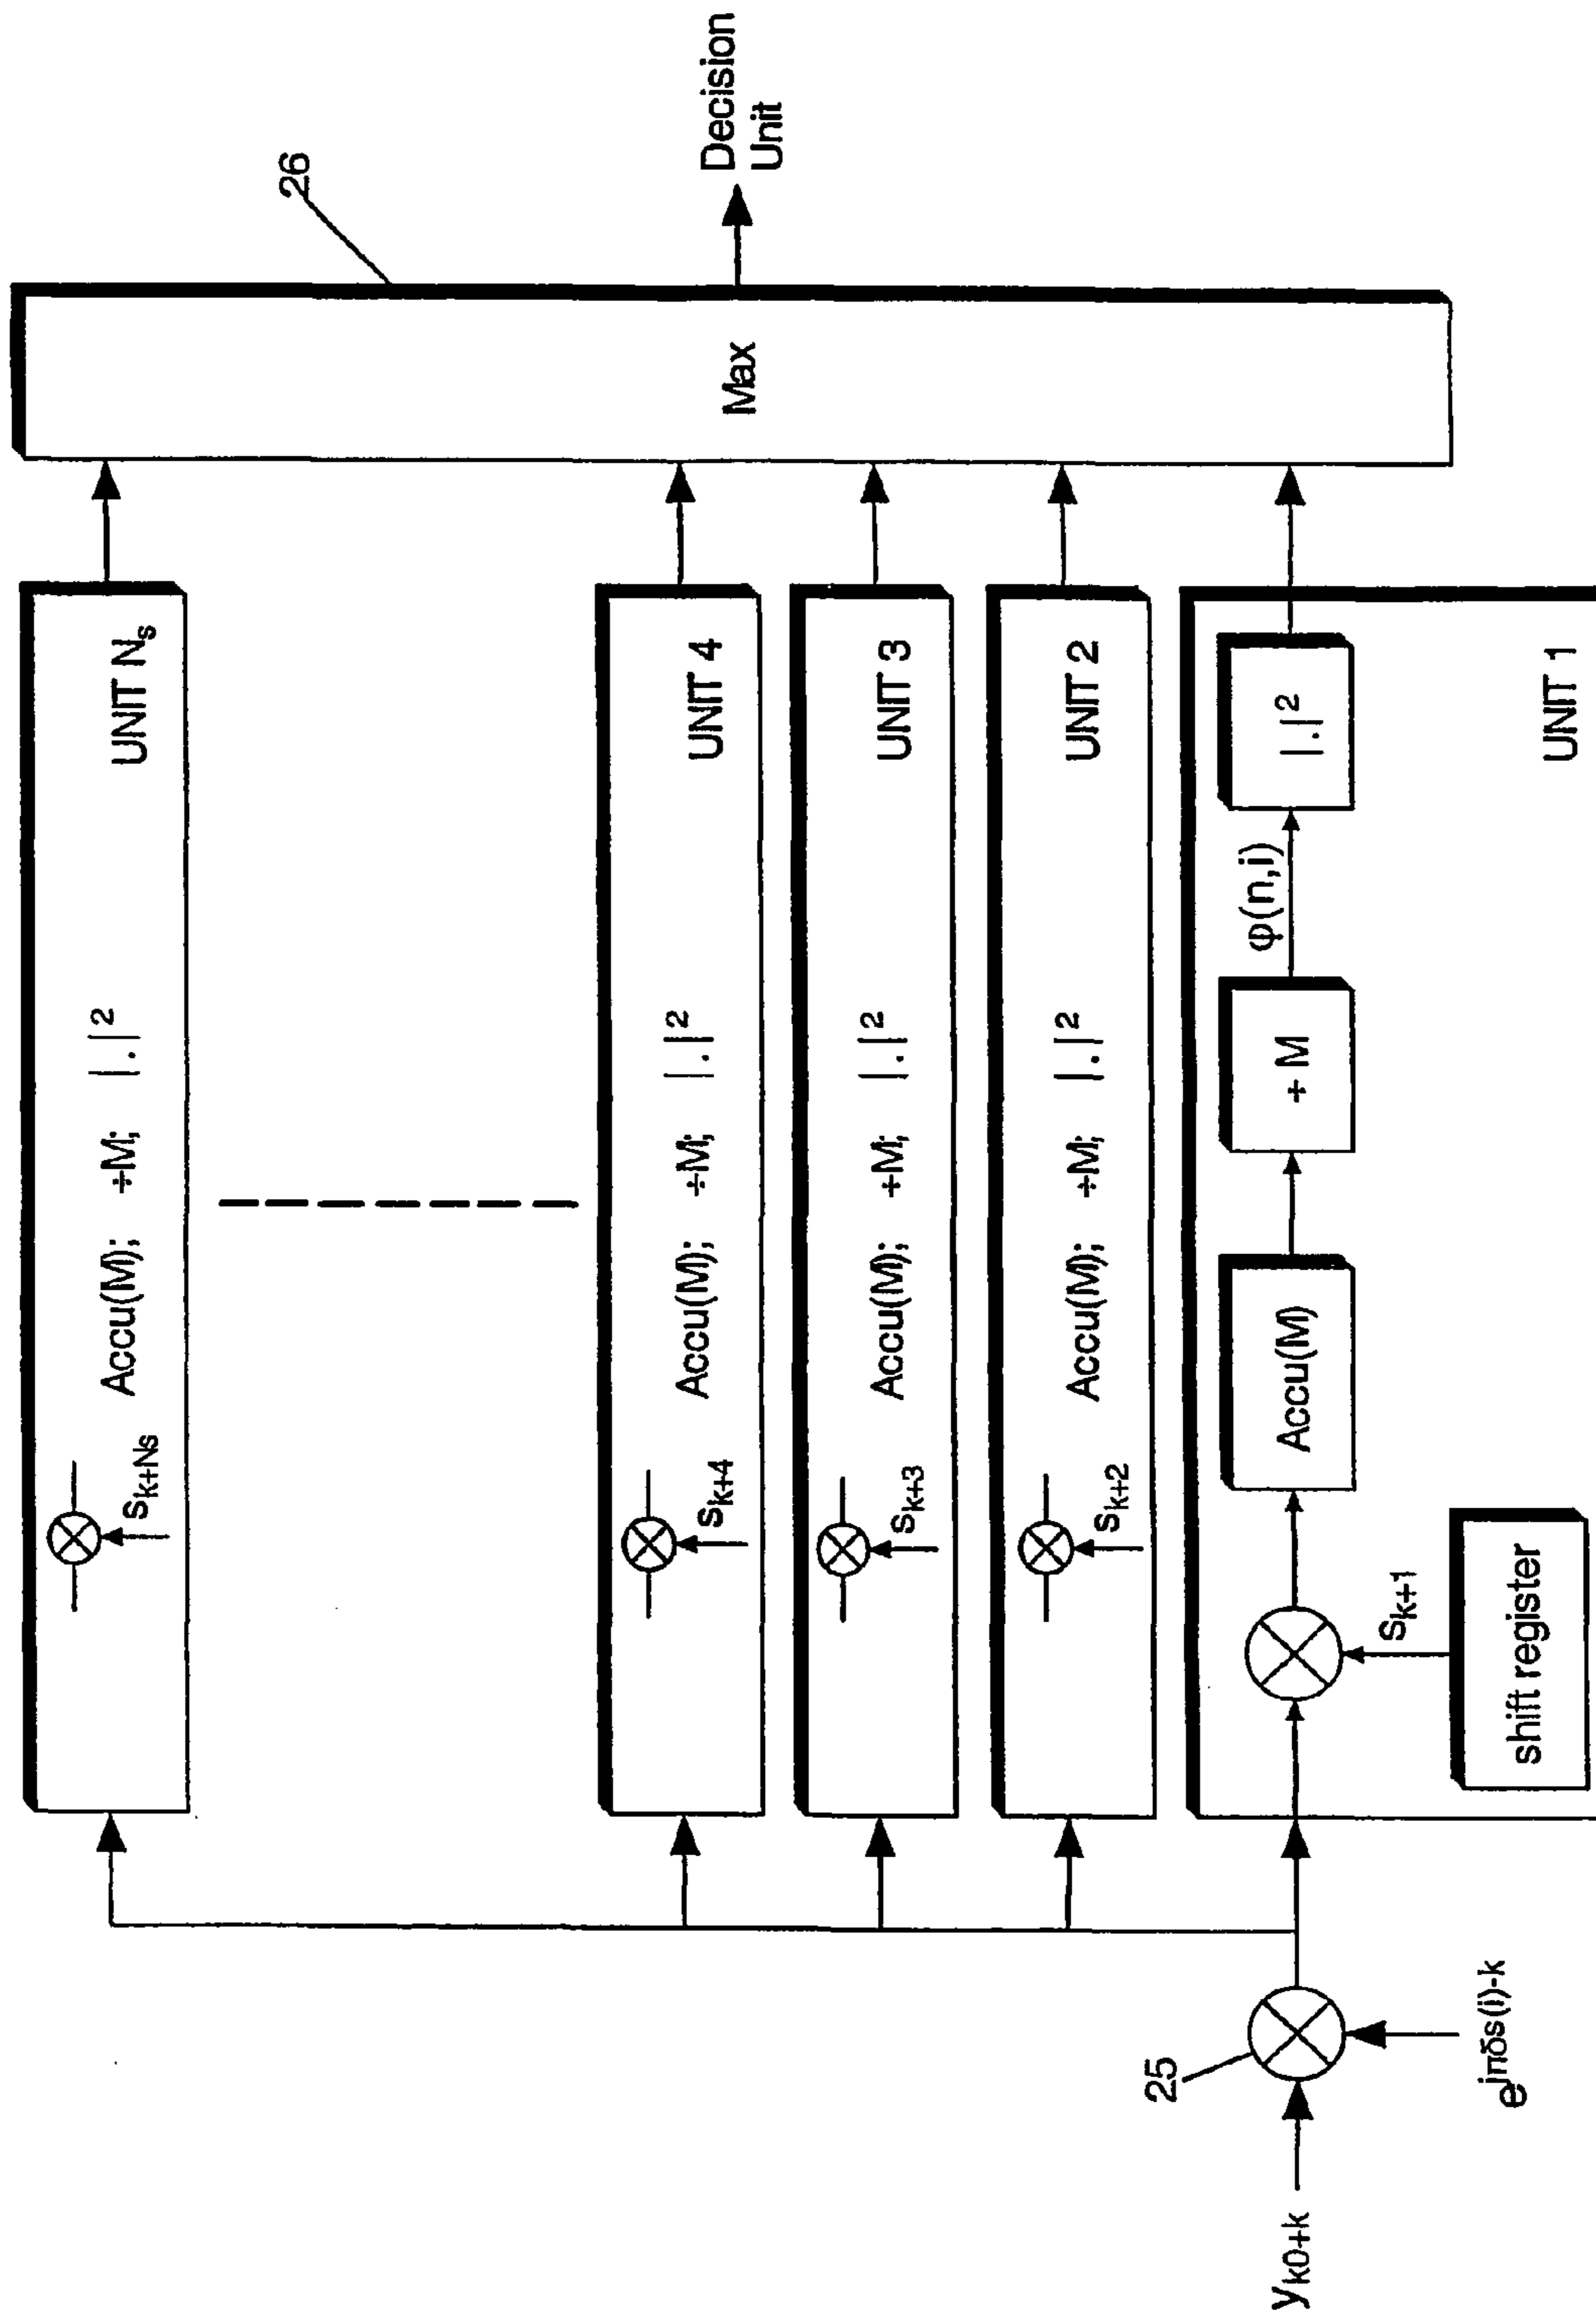 UNIT Nₛ
Accu(M); ÷M; |.|²
sₖ₊Nₛ
UNIT 4
Accu(M); ÷M; |.|²
sₖ₊₄
UNIT 3
Accu(M); ÷M; |.|²
sₖ₊₃
UNIT 2
Accu(M); ÷M; |.|²
sₖ₊₂
UNIT 1
Accu(M)
÷ M
φ(n,i)
|.|²
sₖ₊₁
shift register
yₖ₀₊ₖ
25
e^jπδs(i)·k
Max
26
Decision
Unit